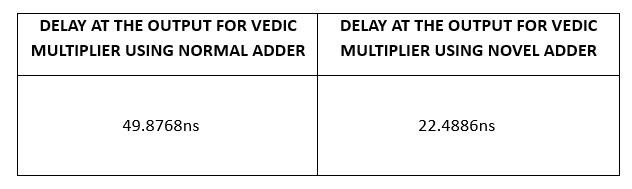 DELAY AT THE OUTPUT FOR VEDIC
MULTIPLIER USING NORMAL ADDER
DELAY AT THE OUTPUT FOR VEDIC
MULTIPLIER USING NOVEL ADDER
49.8768ns
22.4886ns